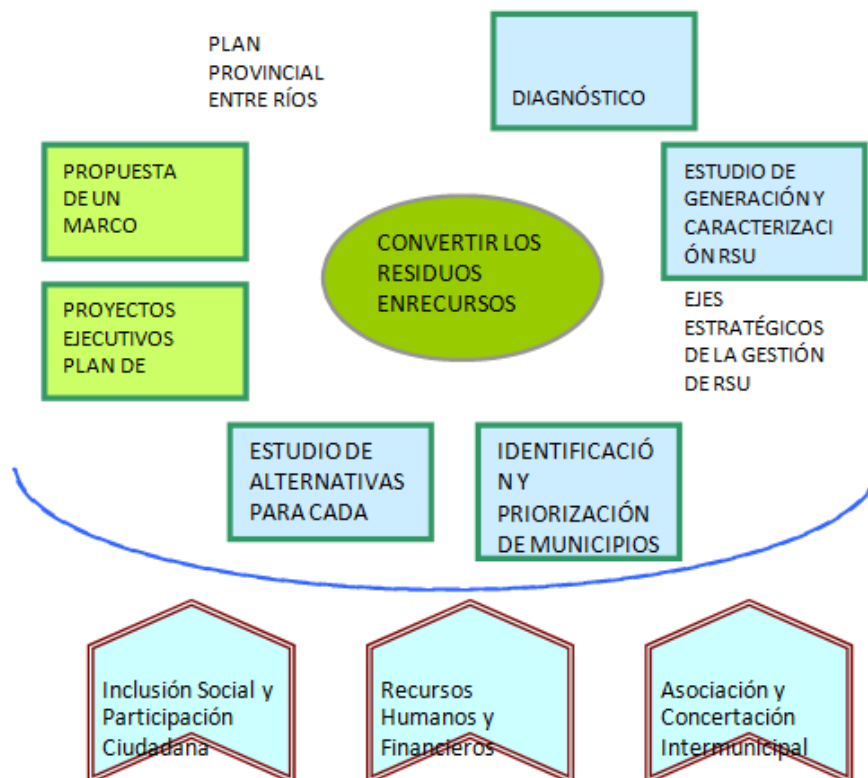 PLAN
PROVINCIAL
ENTRE RÍOS
DIAGNÓSTICO
PROPUESTA
DE UN
MARCO
ESTUDIO DE
GENERACIÓN Y
CARACTERIZACI
ÓN RSU
CONVERTIR LOS
RESIDUOS
ENRECURSOS
PROYECTOS
EJECUTIVOS
PLAN DE
EJES
ESTRATÉGICOS
DE LA GESTIÓN
DE RSU
ESTUDIO DE
ALTERNATIVAS
PARA CADA
IDENTIFICACIÓ
N Y
PRIORIZACIÓN
DE MUNICIPIOS
Inclusión Social y
Participación
Ciudadana
Recursos
Humanos y
Financieros
Asociación y
Concertación
Intermunicipal